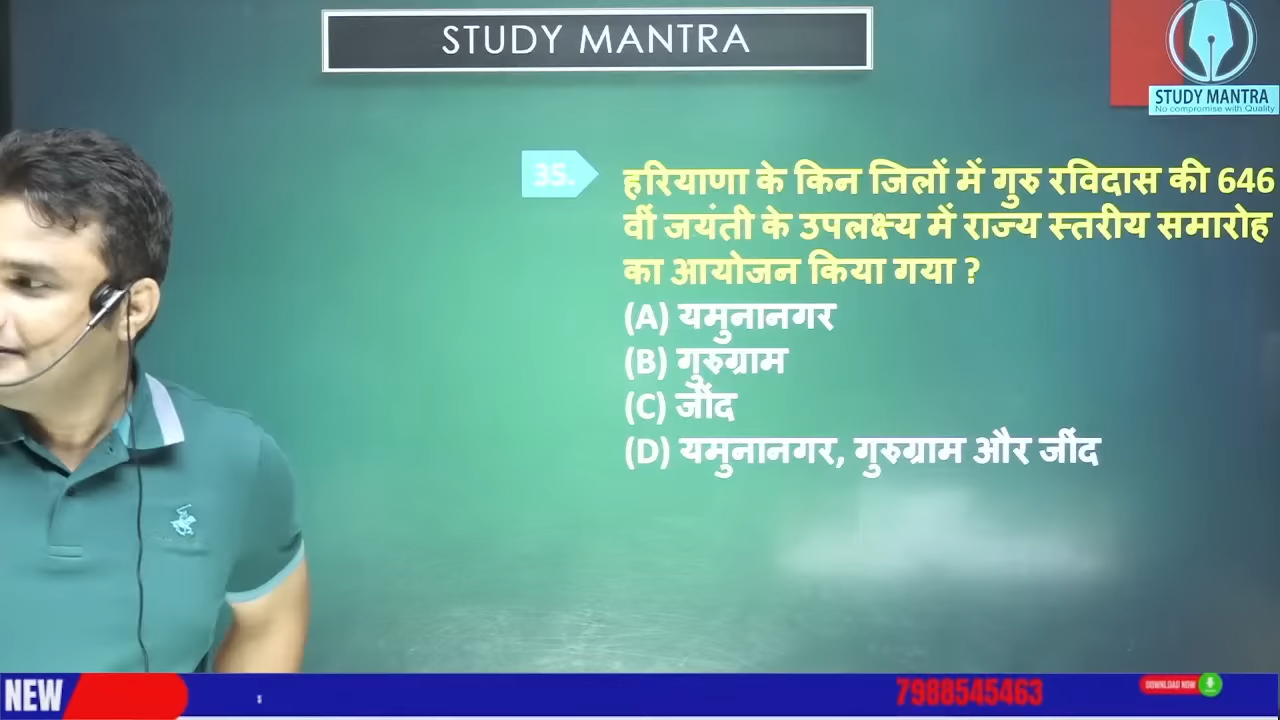 STUDY MANTRA
STUDY MANTRA
No compromise with Quality
35.
हरियाणा के किन जिलों में गुरु रविदास की 646
वीं जयंती के उपलक्ष्य में राज्य स्तरीय समारोह
का आयोजन किया गया ?
(A) यमुनानगर
(B) गुरुग्राम
(C) जींद
(D) यमुनानगर, गुरुग्राम और जींद
NEW
7988545463
DOWNLOAD NOW